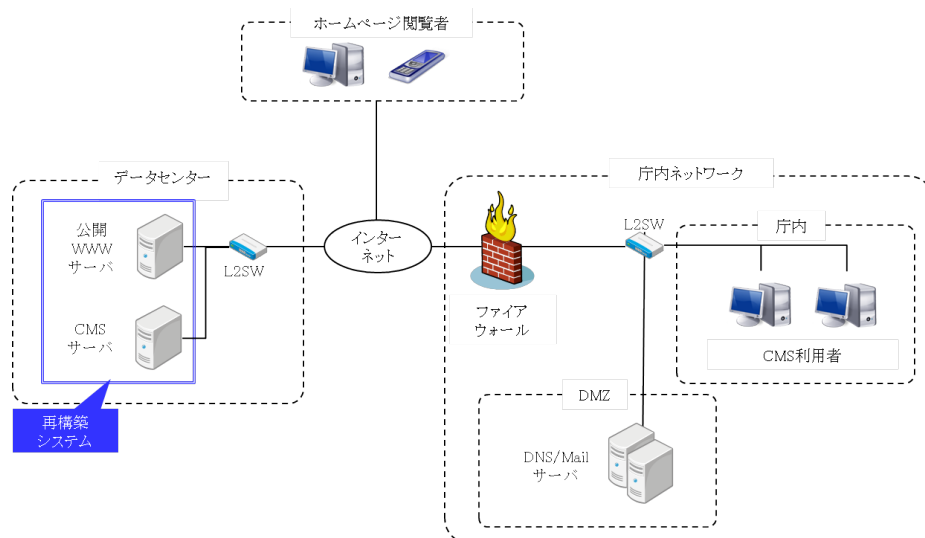 ホームページ閲覧者
データセンター
公開
WWW
サーバ
L2SW
CMS
サーバ
再構築
システム
インター
ネット
庁内ネットワーク
ファイア
ウォール
L2SW
庁内
CMS利用者
DMZ
DNS/Mail
サーバ